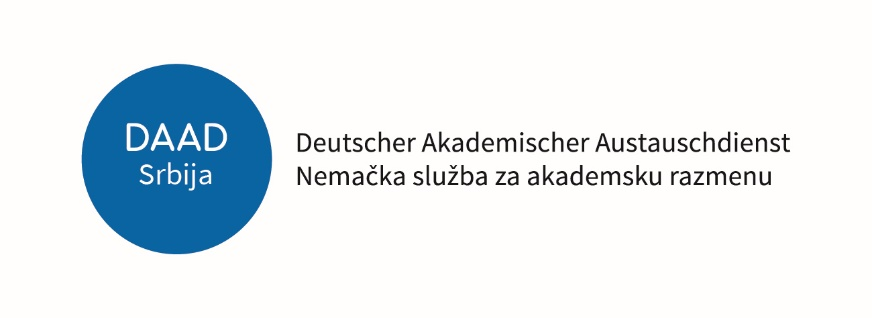 DAAD
Srbija
Deutscher Akademischer Austauschdienst
Nemačka služba za akademsku razmenu